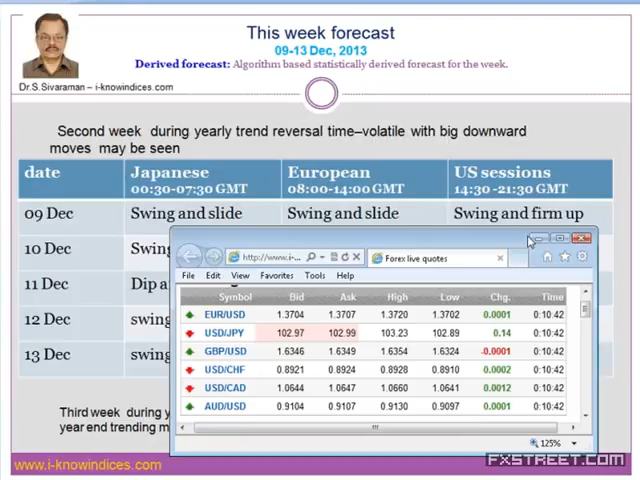 This week forecast
09-13 Dec, 2013
Derived forecast: Algorithm based statistically derived forecast for the week.
Dr.S.Sivaraman – i-knowindices.com
Second week during yearly trend reversal time–volatile with big downward
moves may be seen
date Japanese European US sessions
00:30-07:30 GMT 08:00-14:00 GMT 14:30 -21:30 GMT
09 Dec Swing and slide Swing and slide Swing and firm up
10 Dec Swing
11 Dec Dip
12 Dec swing
13 Dec swing
http://www.i-... Forex live quotes
File Edit View Favorites Tools Help
Symbol Bid Ask High Low Chg. Time
EUR/USD 1.3704 1.3707 1.3720 1.3702 0.0001 0:10:42
USD/JPY 102.97 102.99 103.23 102.89 0.14 0:10:42
GBP/USD 1.6346 1.6349 1.6354 1.6324 -0.0001 0:10:42
USD/CHF 0.8921 0.8924 0.8928 0.8910 0.0002 0:10:42
USD/CAD 1.0644 1.0647 1.0660 1.0641 0.0012 0:10:42
AUD/USD 0.9104 0.9107 0.9130 0.9097 0.0001 0:10:42
125%
Third week during
year end trending
www.i-knowindices.com
FXSTREET.COM